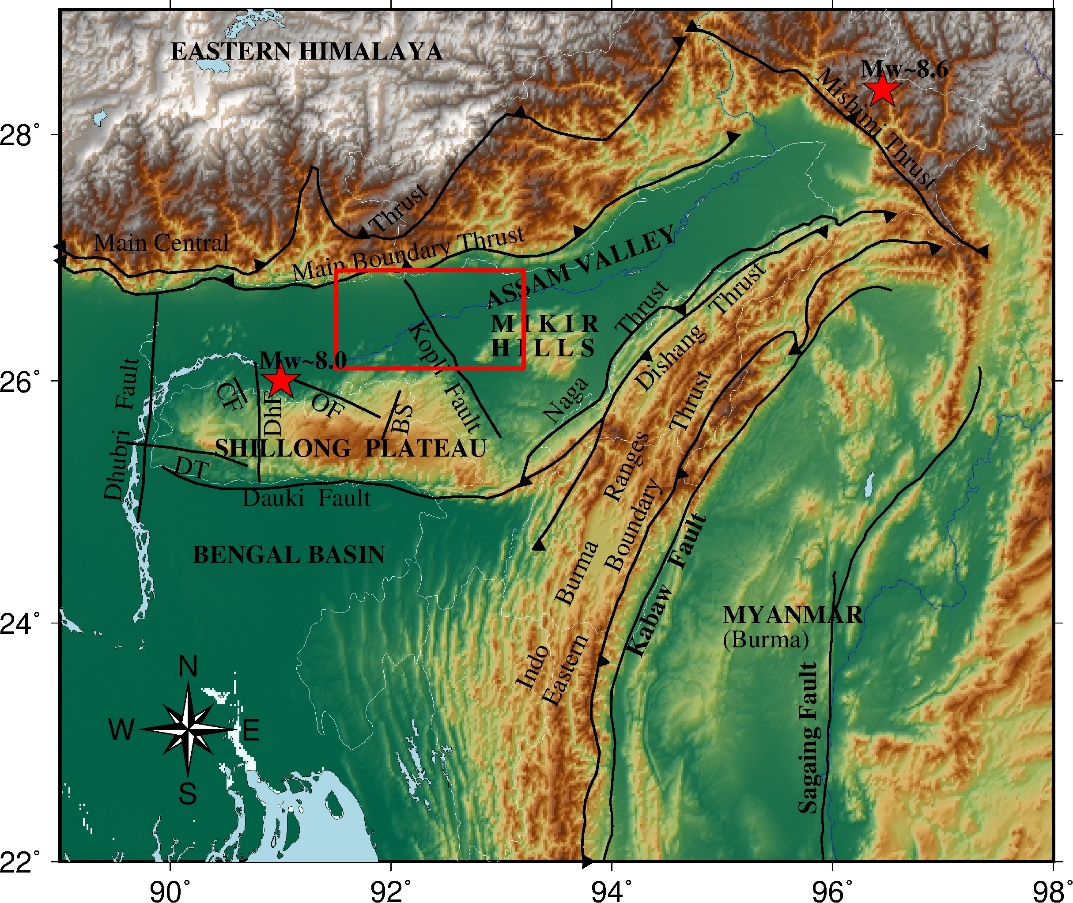 EASTERN HIMALAYA
Mw~8.6
Mishmi Thrust
28°
Thrust
Main Central
Main Boundary Thrust
ASSAM VALLEY
MIKIR
HILLS
Kopli Fault
Thrust
Naga
Dishang Thrust
26°
Mw~8.0
Dhubri Fault
CF
OF
BS
SHILLONG PLATEAU
DT
Dauki Fault
BENGAL BASIN
Indo Burma Ranges
Eastern Boundary Thrust
Kabaw Fault
24°
MYANMAR
(Burma)
Sagaing Fault
N
W E
S
22°
90° 92° 94° 96° 98°